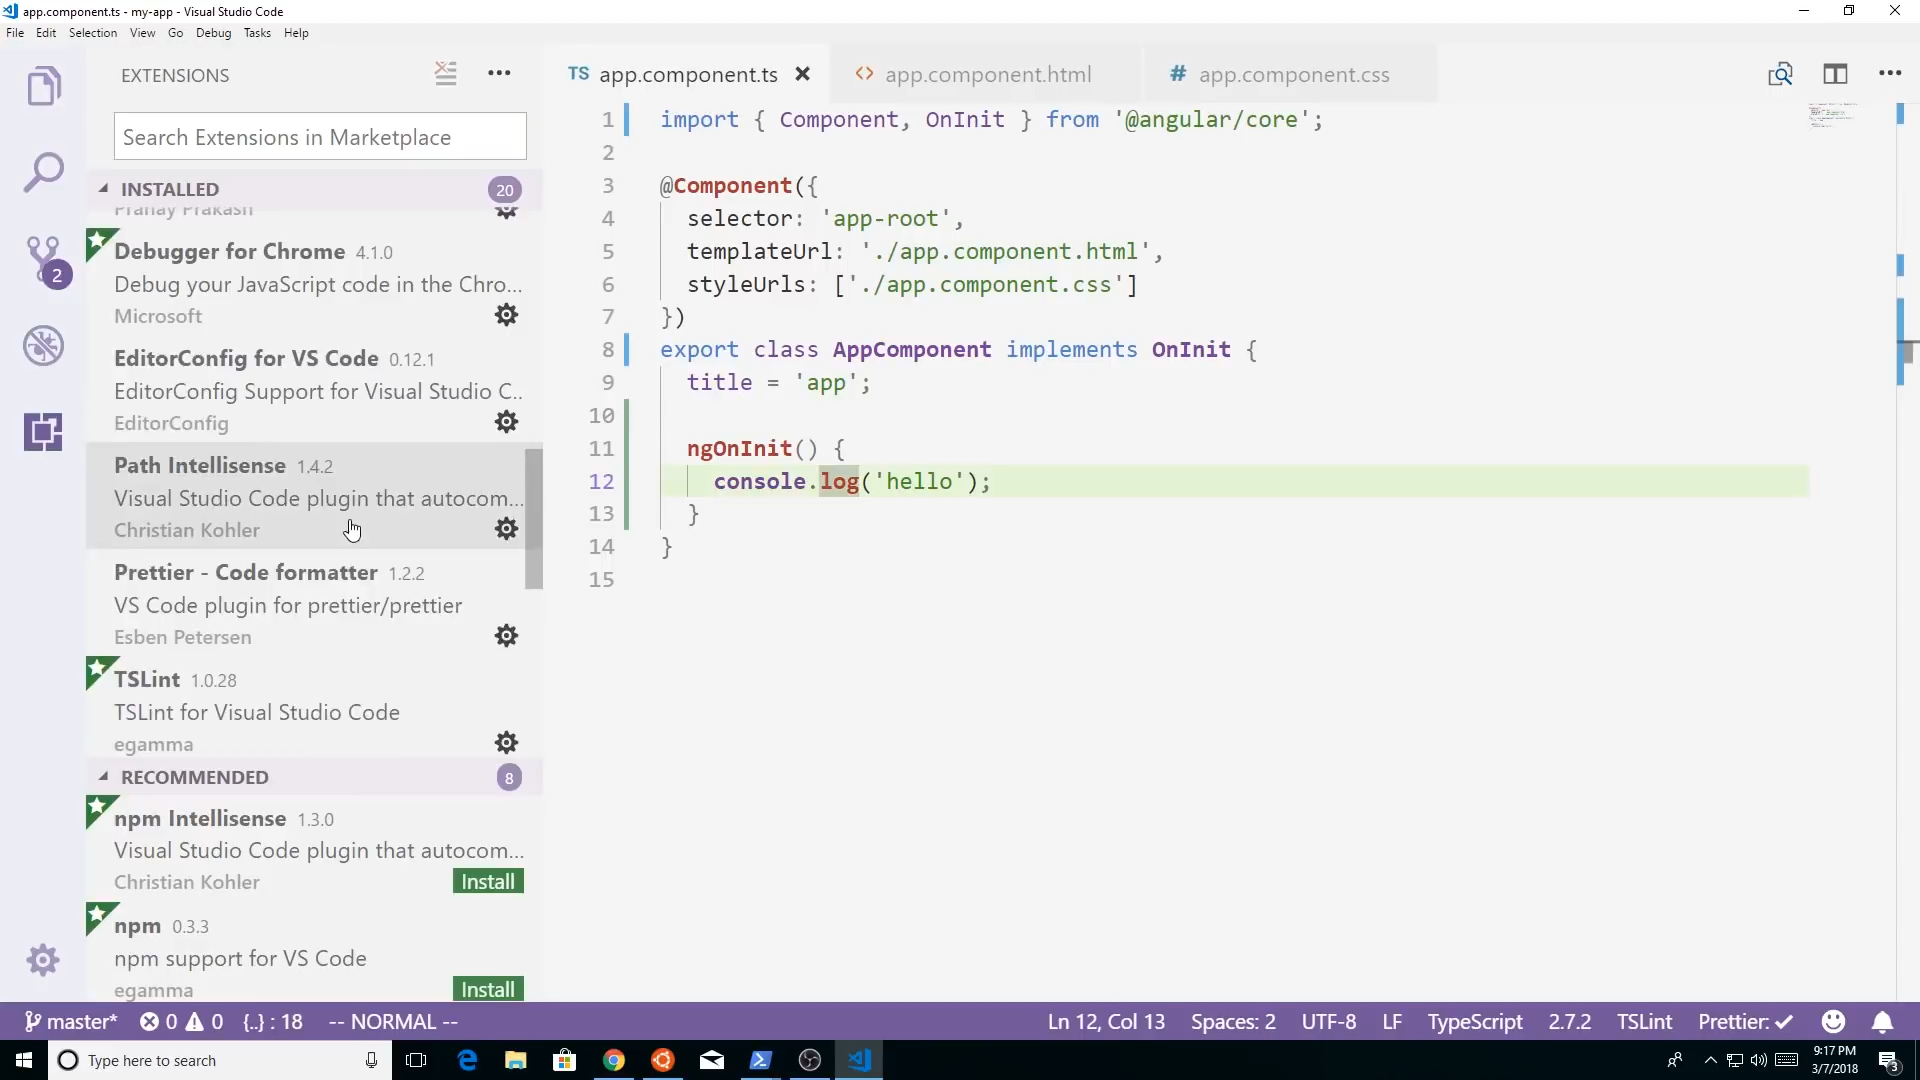 app.component.ts - my-app - Visual Studio Code
File Edit Selection View Go Debug Tasks Help
EXTENSIONS
Search Extensions in Marketplace
INSTALLED 20
Pranay Prakash
Debugger for Chrome 4.1.0
Debug your JavaScript code in the Chro...
Microsoft
EditorConfig for VS Code 0.12.1
EditorConfig Support for Visual Studio C...
EditorConfig
Path Intellisense 1.4.2
Visual Studio Code plugin that autocom...
Christian Kohler
Prettier - Code formatter 1.2.2
VS Code plugin for prettier/prettier
Esben Petersen
TSLint 1.0.28
TSLint for Visual Studio Code
egamma
RECOMMENDED 8
npm Intellisense 1.3.0
Visual Studio Code plugin that autocom...
Christian Kohler Install
npm 0.3.3
npm support for VS Code
egamma Install
2
TS app.component.ts <> app.component.html # app.component.css
1 import { Component, OnInit } from '@angular/core';
2
3 @Component({
4 selector: 'app-root',
5 templateUrl: './app.component.html',
6 styleUrls: ['./app.component.css']
7 })
8 export class AppComponent implements OnInit {
9 title = 'app';
10
11 ngOnInit() {
12 console.log('hello');
13 }
14 }
15
master* 0 0 {..} : 18 -- NORMAL -- Ln 12, Col 13 Spaces: 2 UTF-8 LF TypeScript 2.7.2 TSLint Prettier: ✓
Type here to search
9:17 PM
3/7/2018
3